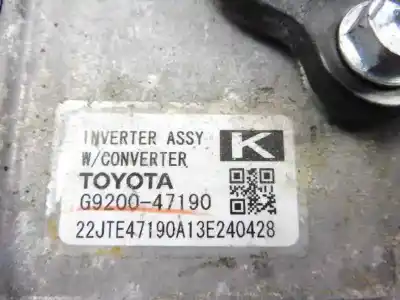 INVERTER ASSY
W/CONVERTER
K
TOYOTA
G9200-47190
22JTE47190A13E240428